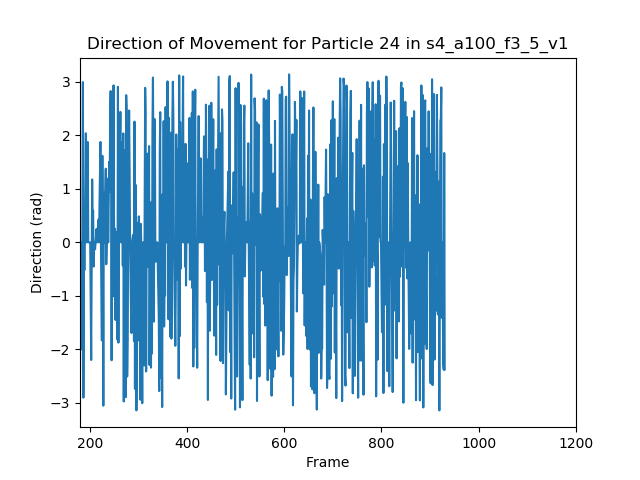 Direction of Movement for Particle 24 in s4_a100_f3_5_v1
Direction (rad)
3
2
1
0
−1
−2
−3
200 400 600 800 1000 1200
Frame